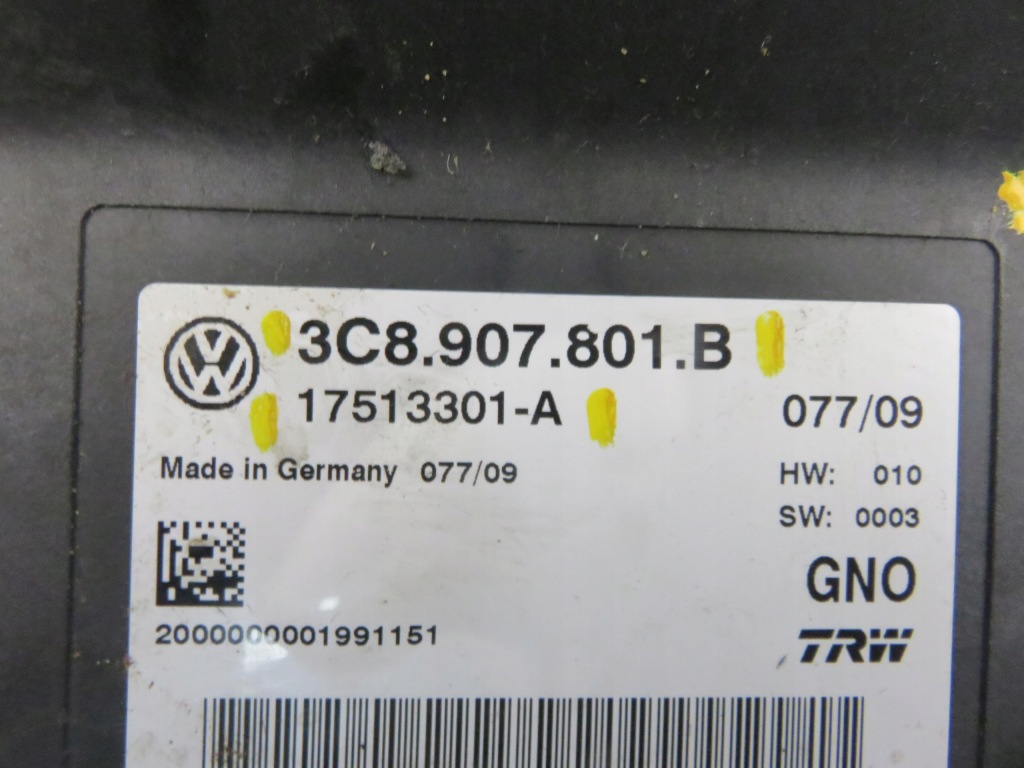 3C8.907.801.B
17513301-A 077/09
Made in Germany 077/09 HW: 010
SW: 0003
GNO
2000000001991151 TRW